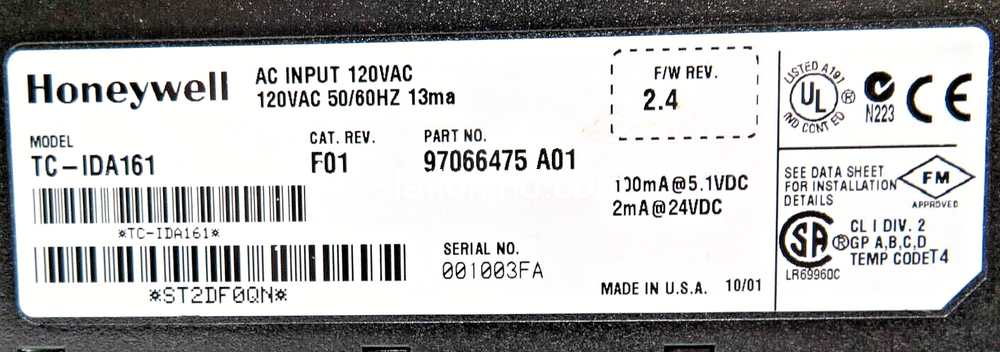 Honeywell
AC INPUT 120VAC
120VAC 50/60HZ 13ma
F/W REV.
2.4
MODEL
TC-IDA161
CAT. REV.
F01
PART NO.
97066475 A01
100mA@5.1VDC
2mA@24VDC
*TC-IDA161*
*ST2DF0QN*
SERIAL NO.
001003FA
MADE IN U.S.A. 10/01
LISTED A197
UL ®
IND CONT EQ
N223
CE
SEE DATA SHEET
FOR INSTALLATION
DETAILS
FM
APPROVED
SA ®
LR69960C
CL I DIV. 2
GP A,B,C,D
TEMP CODET4